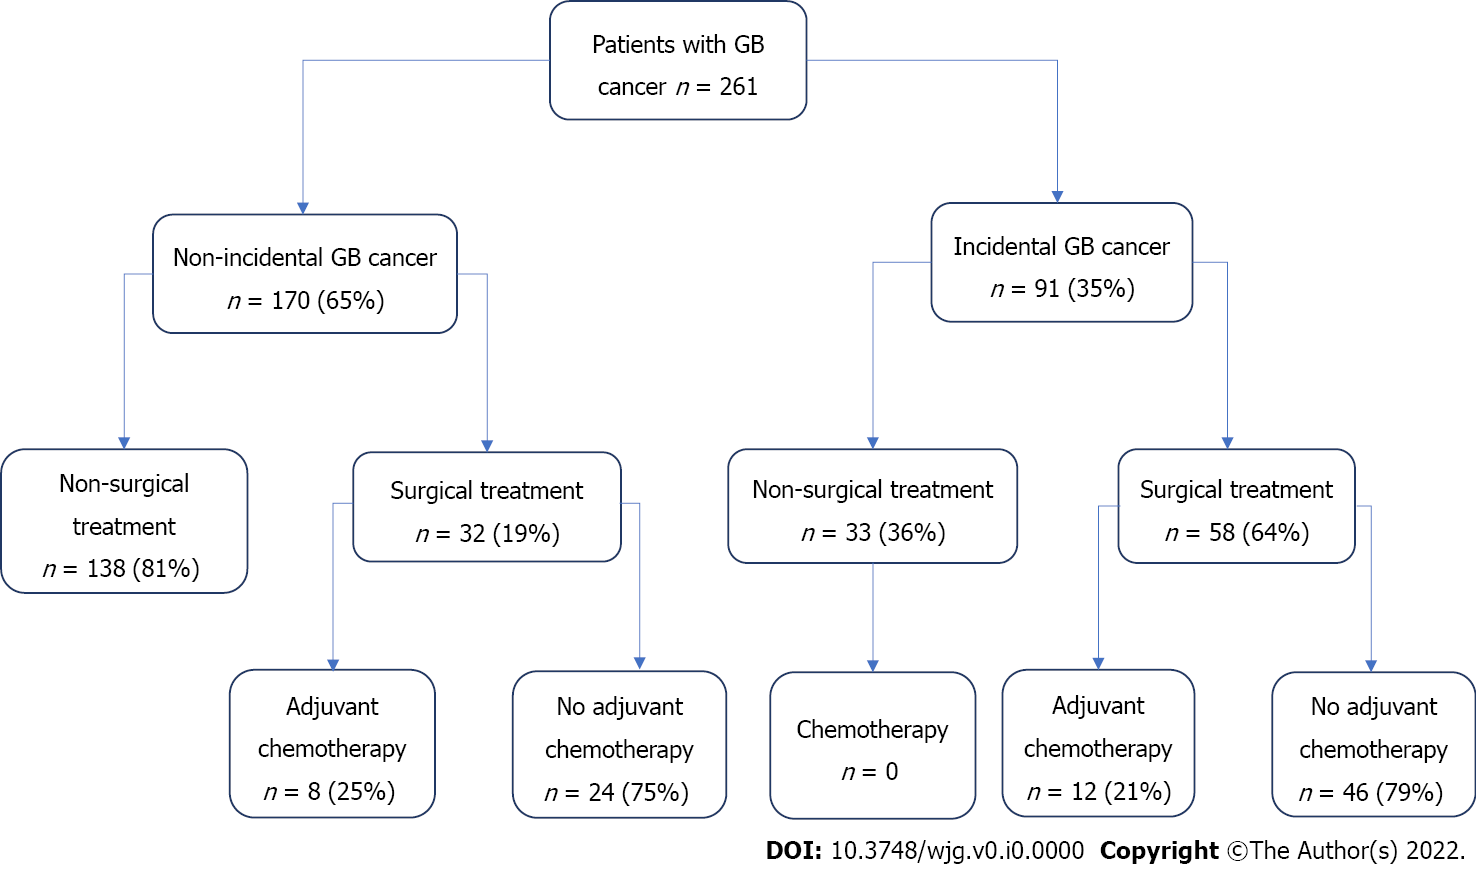 Patients with GB
cancer n = 261
Non-incidental GB cancer
n = 170 (65%)
Incidental GB cancer
n = 91 (35%)
Non-surgical
treatment
n = 138 (81%)
Surgical treatment
n = 32 (19%)
Non-surgical treatment
n = 33 (36%)
Surgical treatment
n = 58 (64%)
Adjuvant
chemotherapy
n = 8 (25%)
No adjuvant
chemotherapy
n = 24 (75%)
Chemotherapy
n = 0
Adjuvant
chemotherapy
n = 12 (21%)
No adjuvant
chemotherapy
n = 46 (79%)
DOI: 10.3748/wjg.v0.i0.0000 Copyright ©The Author(s) 2022.